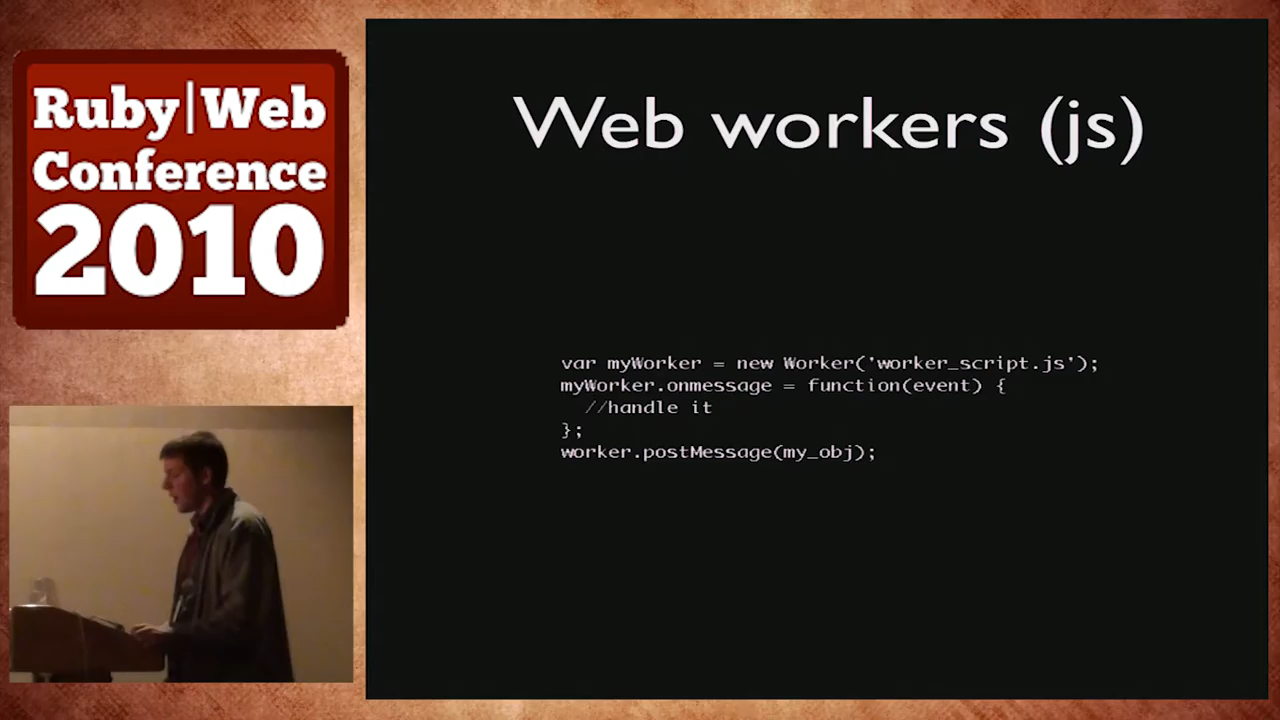 Ruby|Web
Conference
2010
Web workers (js)
var myWorker = new Worker('worker_script.js');
myWorker.onmessage = function(event) {
  //handle it
};
worker.postMessage(my_obj);